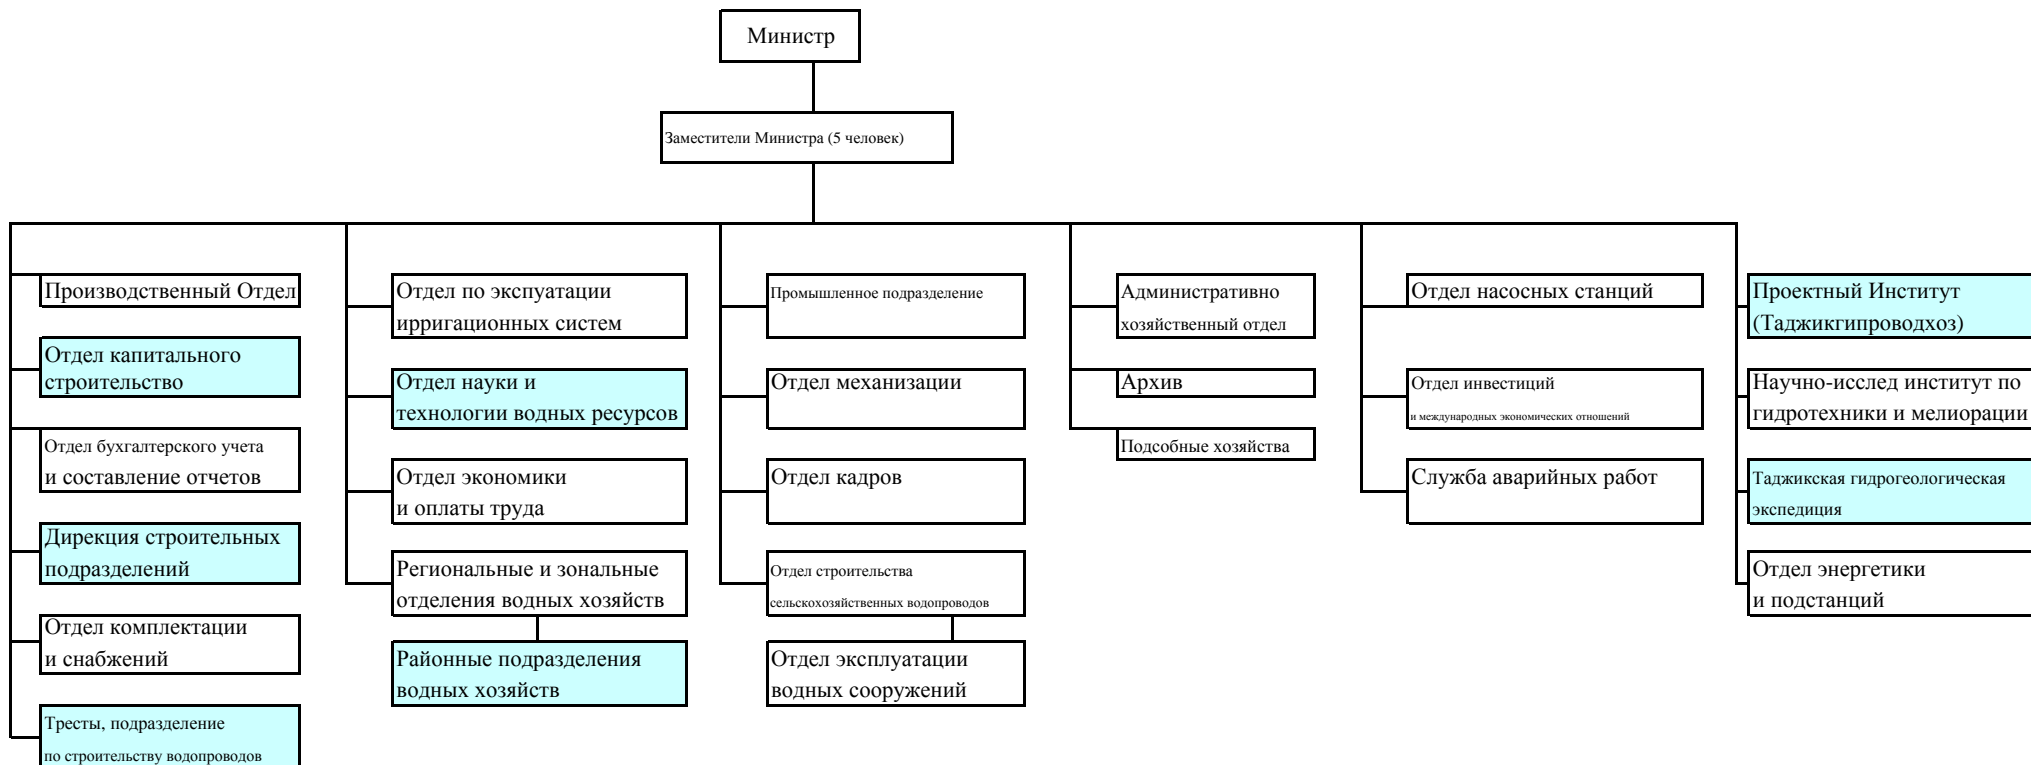 Министр
Заместители Министра (5 человек)
Производственный Отдел
Отдел капитального
строительство
Отдел бухгалтерского учета
и составление отчетов
Дирекция строительных
подразделений
Отдел комплектации
и снабжений
Тресты, подразделение
по строительству водопроводов
Отдел по экспуатации
ирригационных систем
Отдел науки и
технологии водных ресурсов
Отдел экономики
и оплаты труда
Региональные и зональные
отделения водных хозяйств
Районные подразделения
водных хозяйств
Промышленное подразделение
Отдел механизации
Отдел кадров
Отдел строительства
сельскохозяйственных водопроводов
Отдел эксплуатации
водных сооружений
Административно
хозяйственный отдел
Архив
Подсобные хозяйства
Отдел насосных станций
Отдел инвестиций
и международных экономических отношений
Служба аварийных работ
Проектный Институт
(Таджикгипроводхоз)
Научно-исслед институт по
гидротехники и мелиорации
Таджикская гидрогеологическая
экспедиция
Отдел энергетики
и подстанций